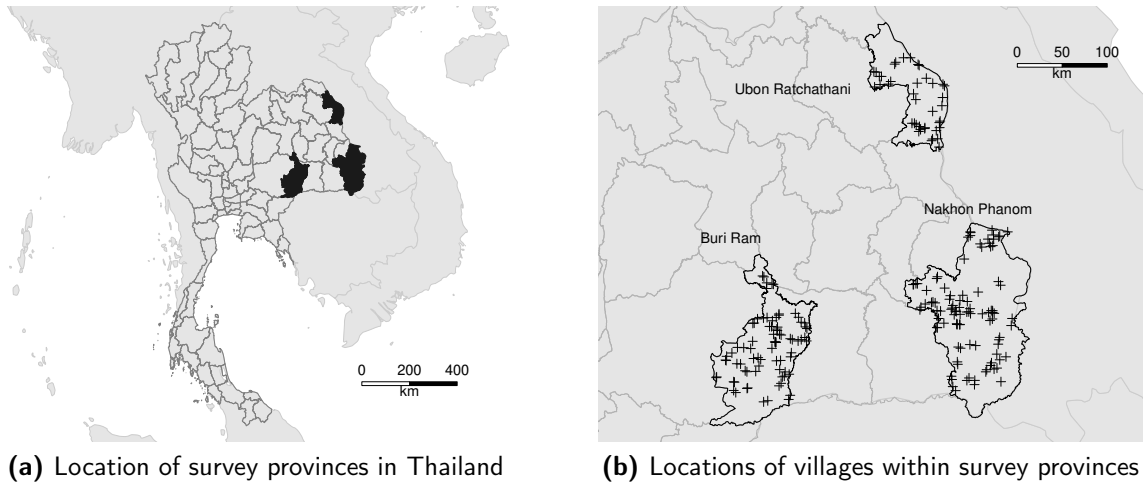 0 50 100
km
Ubon Ratchathani
Nakhon Phanom
Buri Ram
0 200 400
km
(a) Location of survey provinces in Thailand
(b) Locations of villages within survey provinces